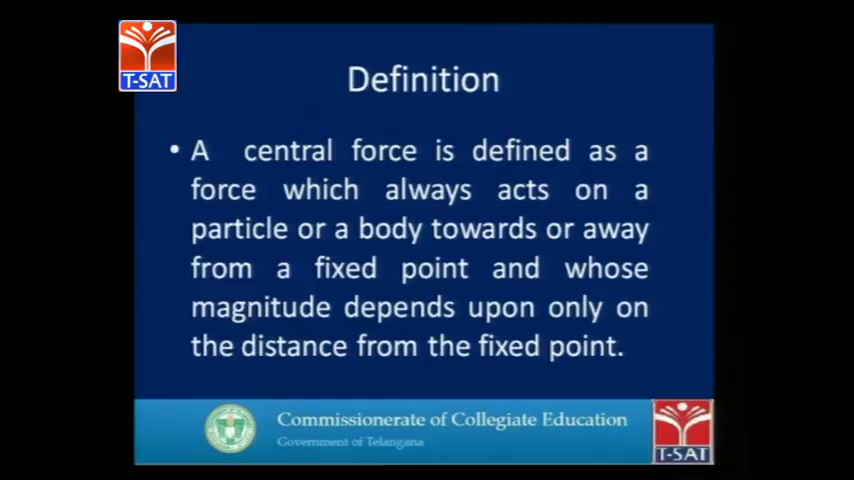 T-SAT
Definition
• A central force is defined as a
force which always acts on a
particle or a body towards or away
from a fixed point and whose
magnitude depends upon only on
the distance from the fixed point.
Commissionerate of Collegiate Education
Government of Telangana
T-SAT